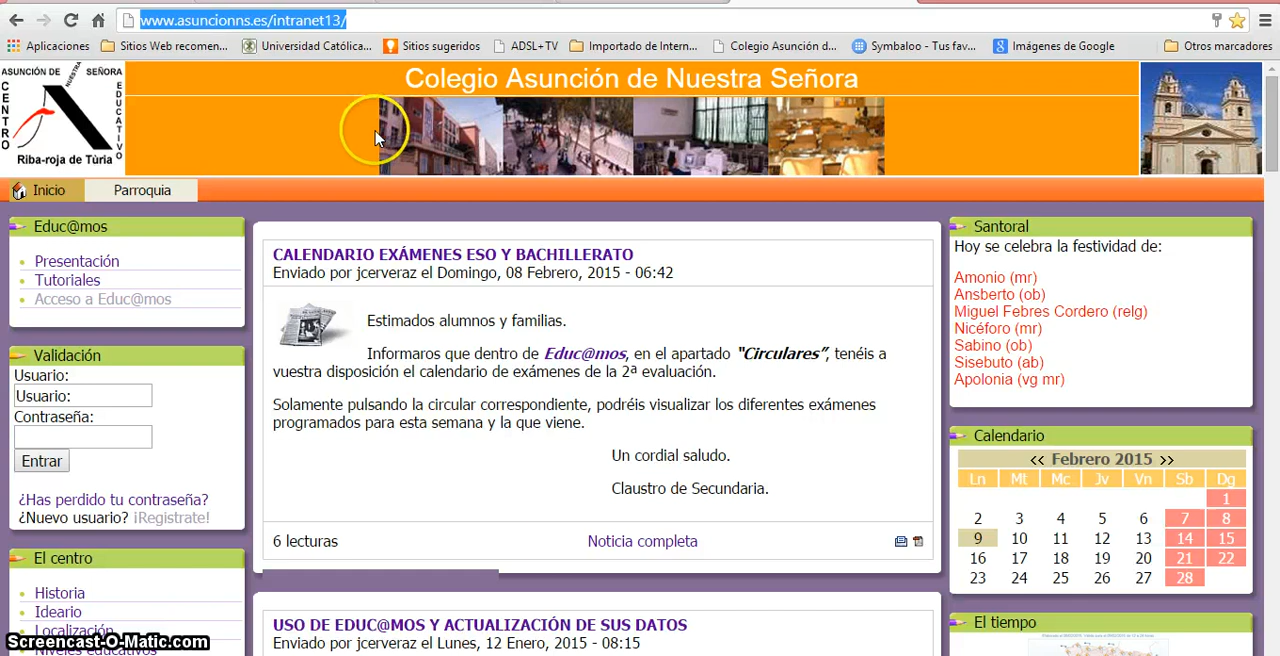 www.asuncionns.es/intranet13/
Aplicaciones Sitios Web recomen... Universidad Católica... Sitios sugeridos ADSL+TV Importado de Intern... Colegio Asunción d... Symbaloo - Tus fav... Imágenes de Google Otros marcadores
ASUNCIÓN DE NUESTRA SEÑORA
CENTRO
EDUCATIVO
Riba-roja de Túria
Colegio Asunción de Nuestra Señora
Inicio Parroquia
Educ@mos
Presentación
Tutoriales
Acceso a Educ@mos
Validación
Usuario:
Usuario:
Contraseña:
Entrar
¿Has perdido tu contraseña?
¿Nuevo usuario? ¡Registrate!
El centro
Historia
Ideario
Localización
Niveles educativos
CALENDARIO EXÁMENES ESO Y BACHILLERATO
Enviado por jcerveraz el Domingo, 08 Febrero, 2015 - 06:42
Estimados alumnos y familias.
Informaros que dentro de Educ@mos, en el apartado "Circulares", tenéis a
vuestra disposición el calendario de exámenes de la 2ª evaluación.
Solamente pulsando la circular correspondiente, podréis visualizar los diferentes exámenes
programados para esta semana y la que viene.
Un cordial saludo.
Claustro de Secundaria.
6 lecturas Noticia completa
USO DE EDUC@MOS Y ACTUALIZACIÓN DE SUS DATOS
Enviado por jcerveraz el Lunes, 12 Enero, 2015 - 08:15
Santoral
Hoy se celebra la festividad de:
Amonio (mr)
Ansberto (ob)
Miguel Febres Cordero (relg)
Nicéforo (mr)
Sabino (ob)
Sisebuto (ab)
Apolonia (vg mr)
Calendario
<< Febrero 2015 >>
Ln Mt Mc Jv Vn Sb Dg
1
2 3 4 5 6 7 8
9 10 11 12 13 14 15
16 17 18 19 20 21 22
23 24 25 26 27 28
El tiempo
Screencast-O-Matic.com